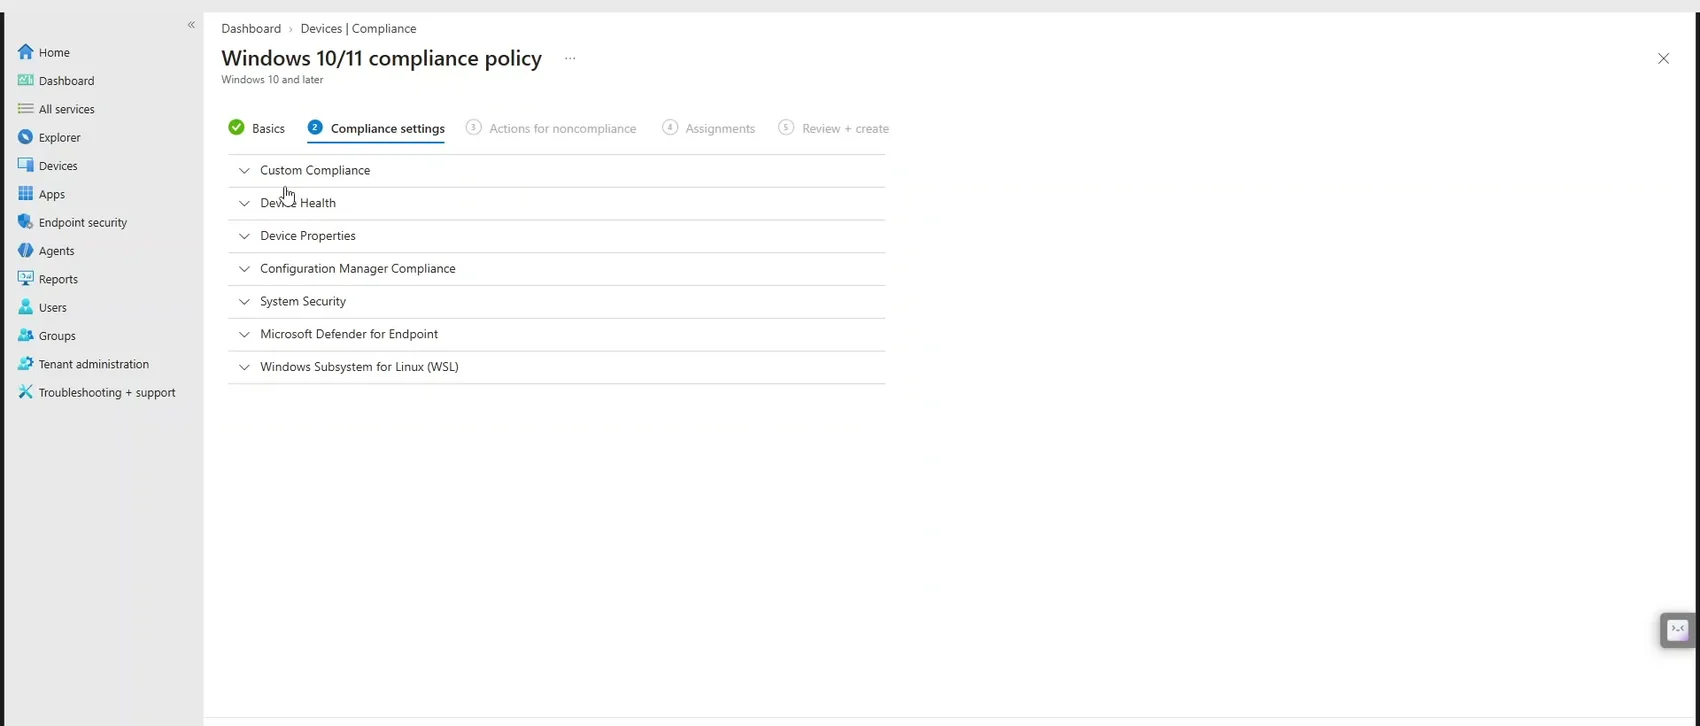 Dashboard › Devices | Compliance
Windows 10/11 compliance policy ...
Windows 10 and later
«
Home
Dashboard
All services
Explorer
Devices
Apps
Endpoint security
Agents
Reports
Users
Groups
Tenant administration
Troubleshooting + support
Basics 2 Compliance settings 3 Actions for noncompliance 4 Assignments 5 Review + create
Custom Compliance
Device Health
Device Properties
Configuration Manager Compliance
System Security
Microsoft Defender for Endpoint
Windows Subsystem for Linux (WSL)